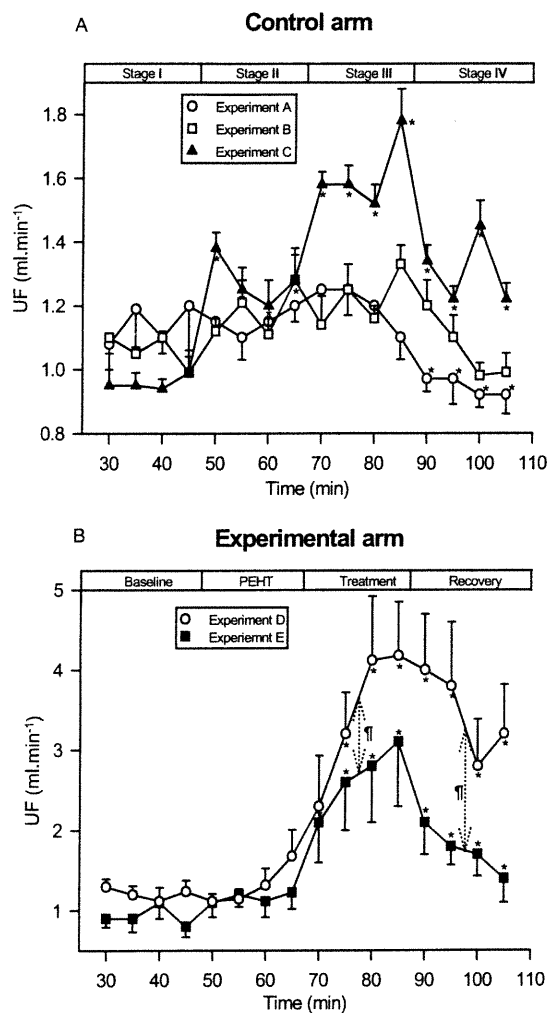 A
Control arm
Stage I Stage II Stage III Stage IV
Experiment A
Experiment B
Experiment C
1.8
1.6
1.4
1.2
1.0
0.8
UF (ml.min⁻¹)
* * * * * * * * * * * * * * *
30 40 50 60 70 80 90 100 110
Time (min)
B
Experimental arm
Baseline PEHT Treatment Recovery
Experiment D
Experiemnt E
5
4
3
2
1
UF (ml.min⁻¹)
* * * * * * * * * * * * * *
¶
¶
30 40 50 60 70 80 90 100 110
Time (min)